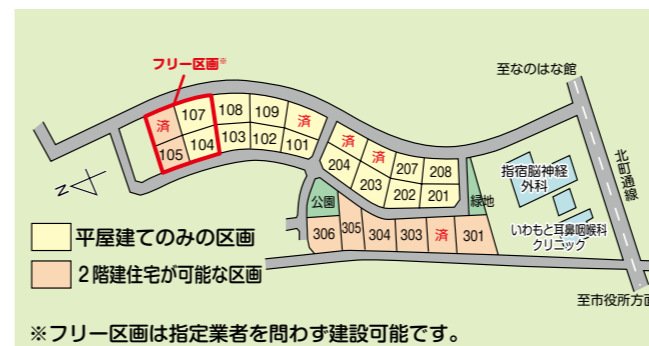 フリー区画※
至なのはな館
済
107
108
109
済
105
104
103
102
101
済
済
207
208
204
203
202
201
北町通線
指宿脳神経
外科
公園
緑地
いわもと耳鼻咽喉科
クリニック
306
305
304
303
済
301
N
平屋建てのみの区画
2階建住宅が可能な区画
至市役所方面
※フリー区画は指定業者を問わず建設可能です。